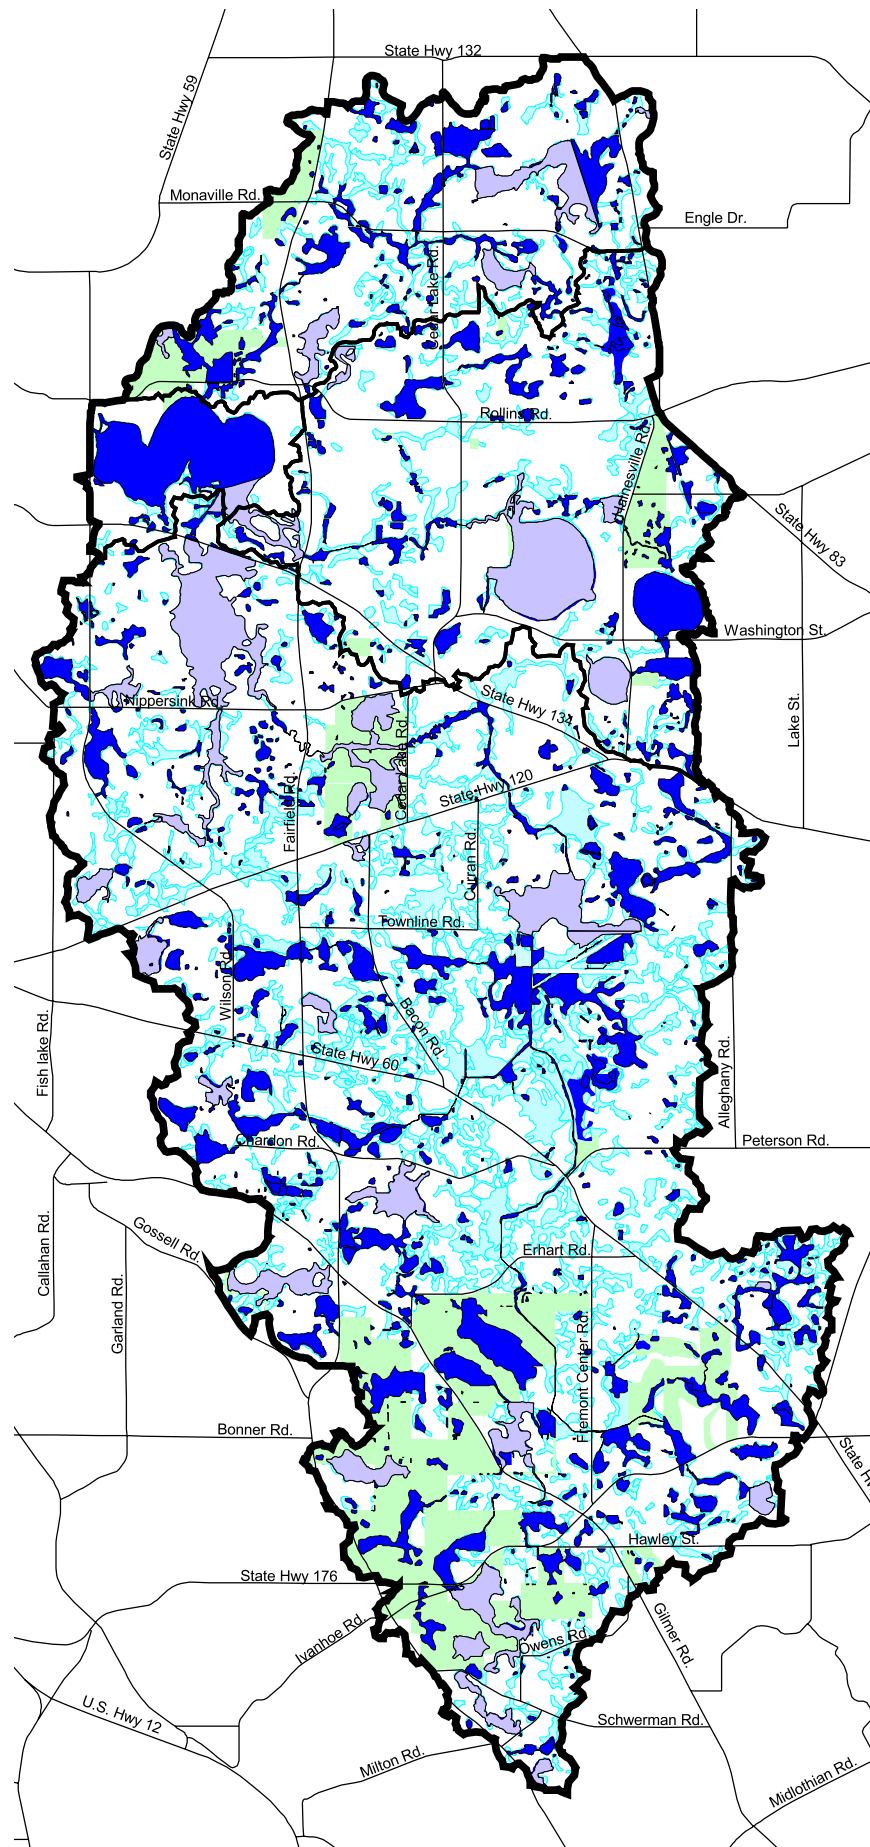 State Hwy 132
State Hwy 59
Monaville Rd.
Engle Dr.
Cedar Lake Rd.
Rollins Rd.
Hainesville Rd.
State Hwy 83
Washington St.
Nippersink Rd.
State Hwy 134
Lake St.
Cedar Lake Rd.
State Hwy 120
Fairfield Rd.
Curran Rd.
Townline Rd.
Wilson Rd.
Bacon Rd.
Fish lake Rd.
State Hwy 60
Alleghany Rd.
Chardon Rd.
Peterson Rd.
Callahan Rd.
Gossell Rd.
Erhart Rd.
Garland Rd.
Fremont Center Rd.
Bonner Rd.
State Hw
Hawley St.
State Hwy 176
Ivanhoe Rd.
Owens Rd.
Gilmer Rd.
U.S. Hwy 12
Schwerman Rd.
Milton Rd.
Midlothian Rd.